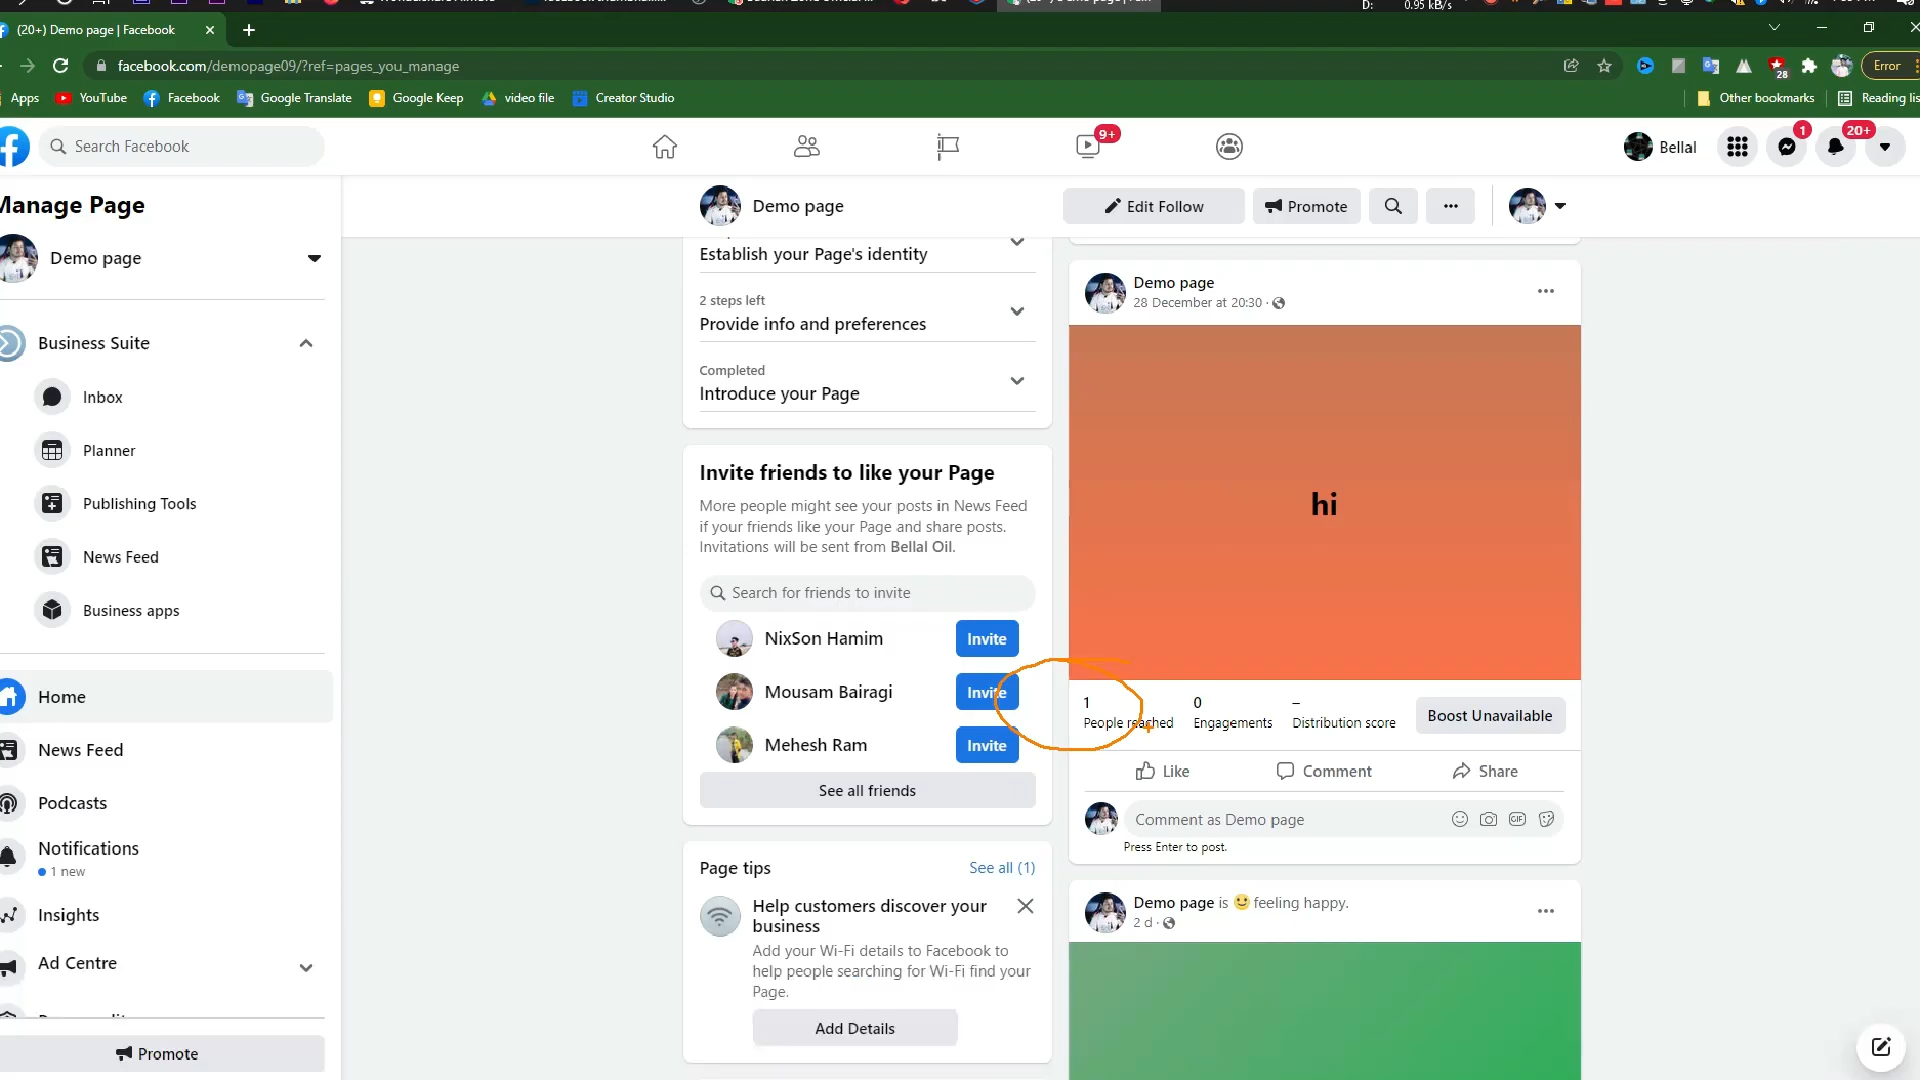 D:
0.95 kB/s
(20+) Demo page | Facebook
facebook.com/demopage09/?ref=pages_you_manage
28
Error
Apps
YouTube
Facebook
Google Translate
Google Keep
video file
Creator Studio
Other bookmarks
Reading lis
Search Facebook
9+
Bellal
1
20+
Manage Page
Demo page
Business Suite
Inbox
Planner
Publishing Tools
News Feed
Business apps
Home
News Feed
Podcasts
Notifications
1 new
Insights
Ad Centre
Promote
Demo page
Edit Follow
Promote
Establish your Page's identity
2 steps left
Provide info and preferences
Completed
Introduce your Page
Invite friends to like your Page
More people might see your posts in News Feed
if your friends like your Page and share posts.
Invitations will be sent from Bellal Oil.
Search for friends to invite
NixSon Hamim
Invite
Mousam Bairagi
Invite
Mehesh Ram
Invite
See all friends
Page tips
See all (1)
Help customers discover your
business
Add your Wi-Fi details to Facebook to
help people searching for Wi-Fi find your
Page.
Add Details
Demo page
28 December at 20:30 ·
hi
1
People reached
0
Engagements
–
Distribution score
Boost Unavailable
Like
Comment
Share
Comment as Demo page
GIF
Press Enter to post.
Demo page is 🙂 feeling happy.
2 d ·